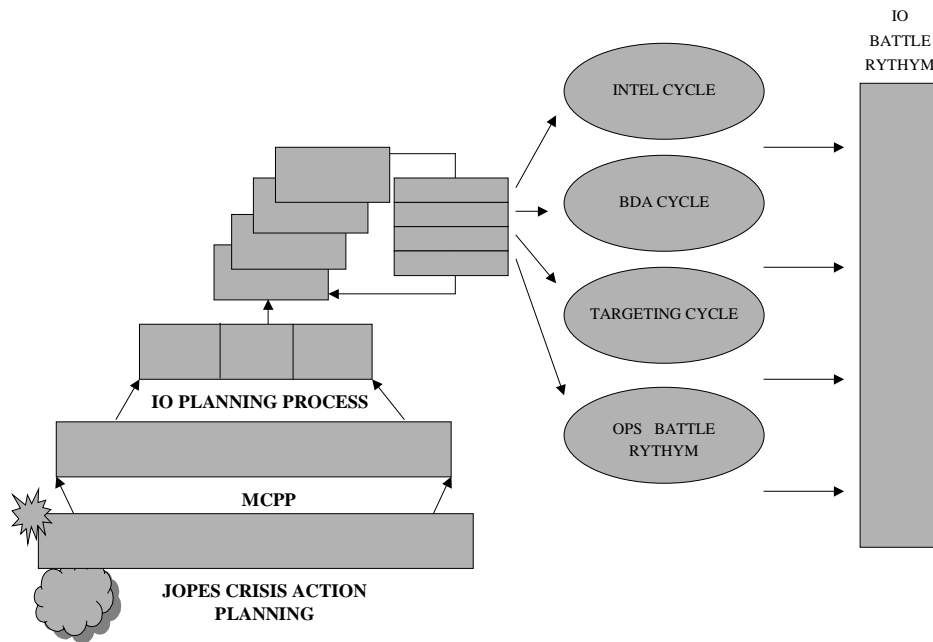 IO
BATTLE
RYTHYM
INTEL CYCLE
BDA CYCLE
TARGETING CYCLE
OPS BATTLE
RYTHYM
IO PLANNING PROCESS
MCPP
JOPES CRISIS ACTION
PLANNING